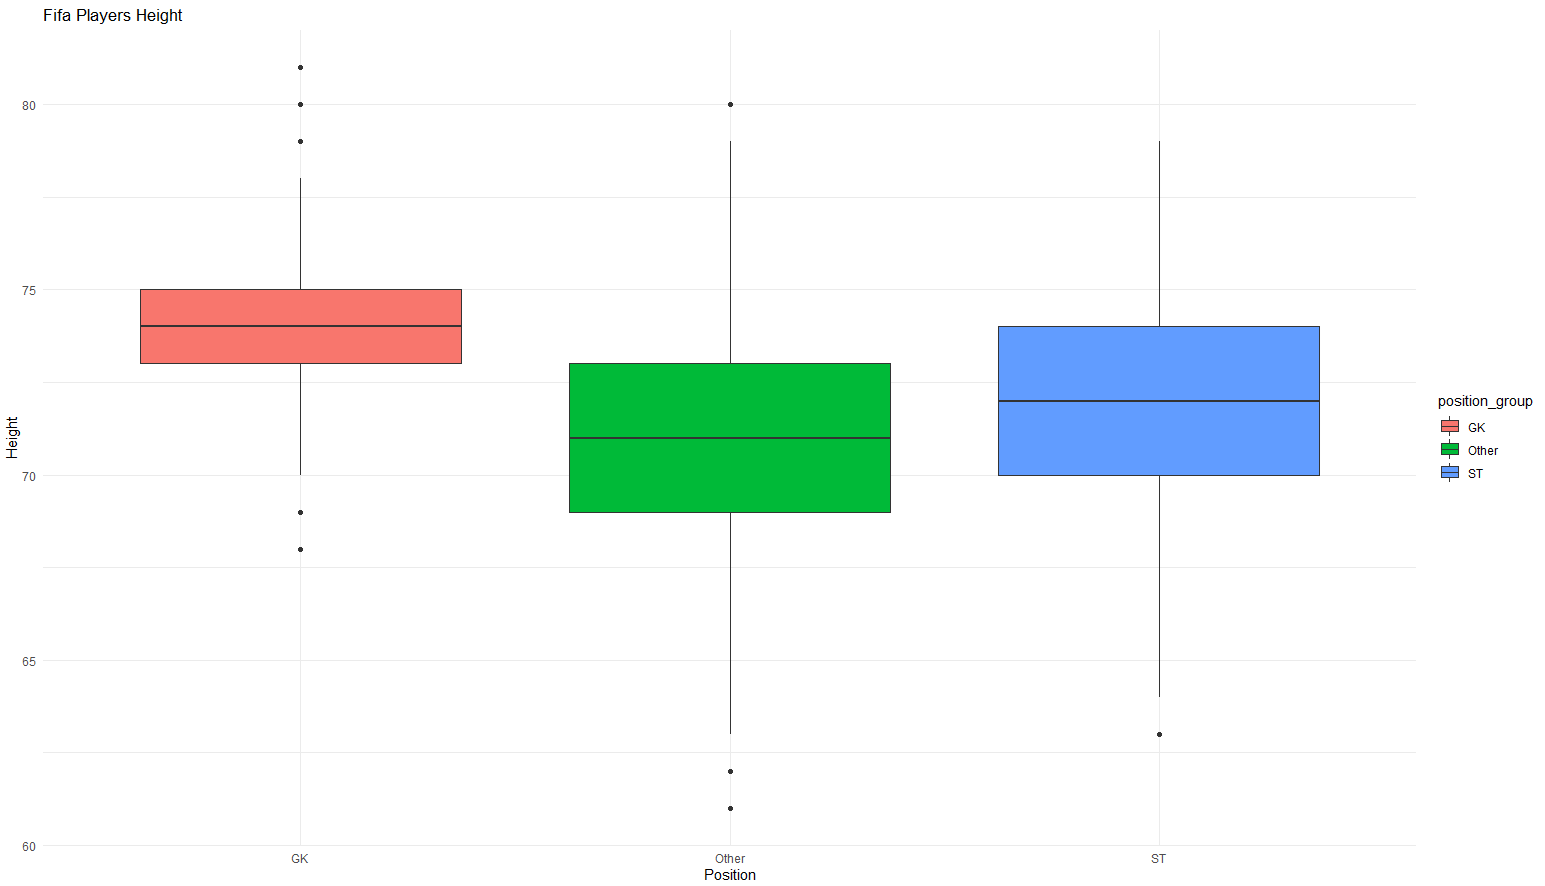 Fifa Players Height
80
75
70
65
60
Height
GK
Other
ST
Position
position_group
GK
Other
ST